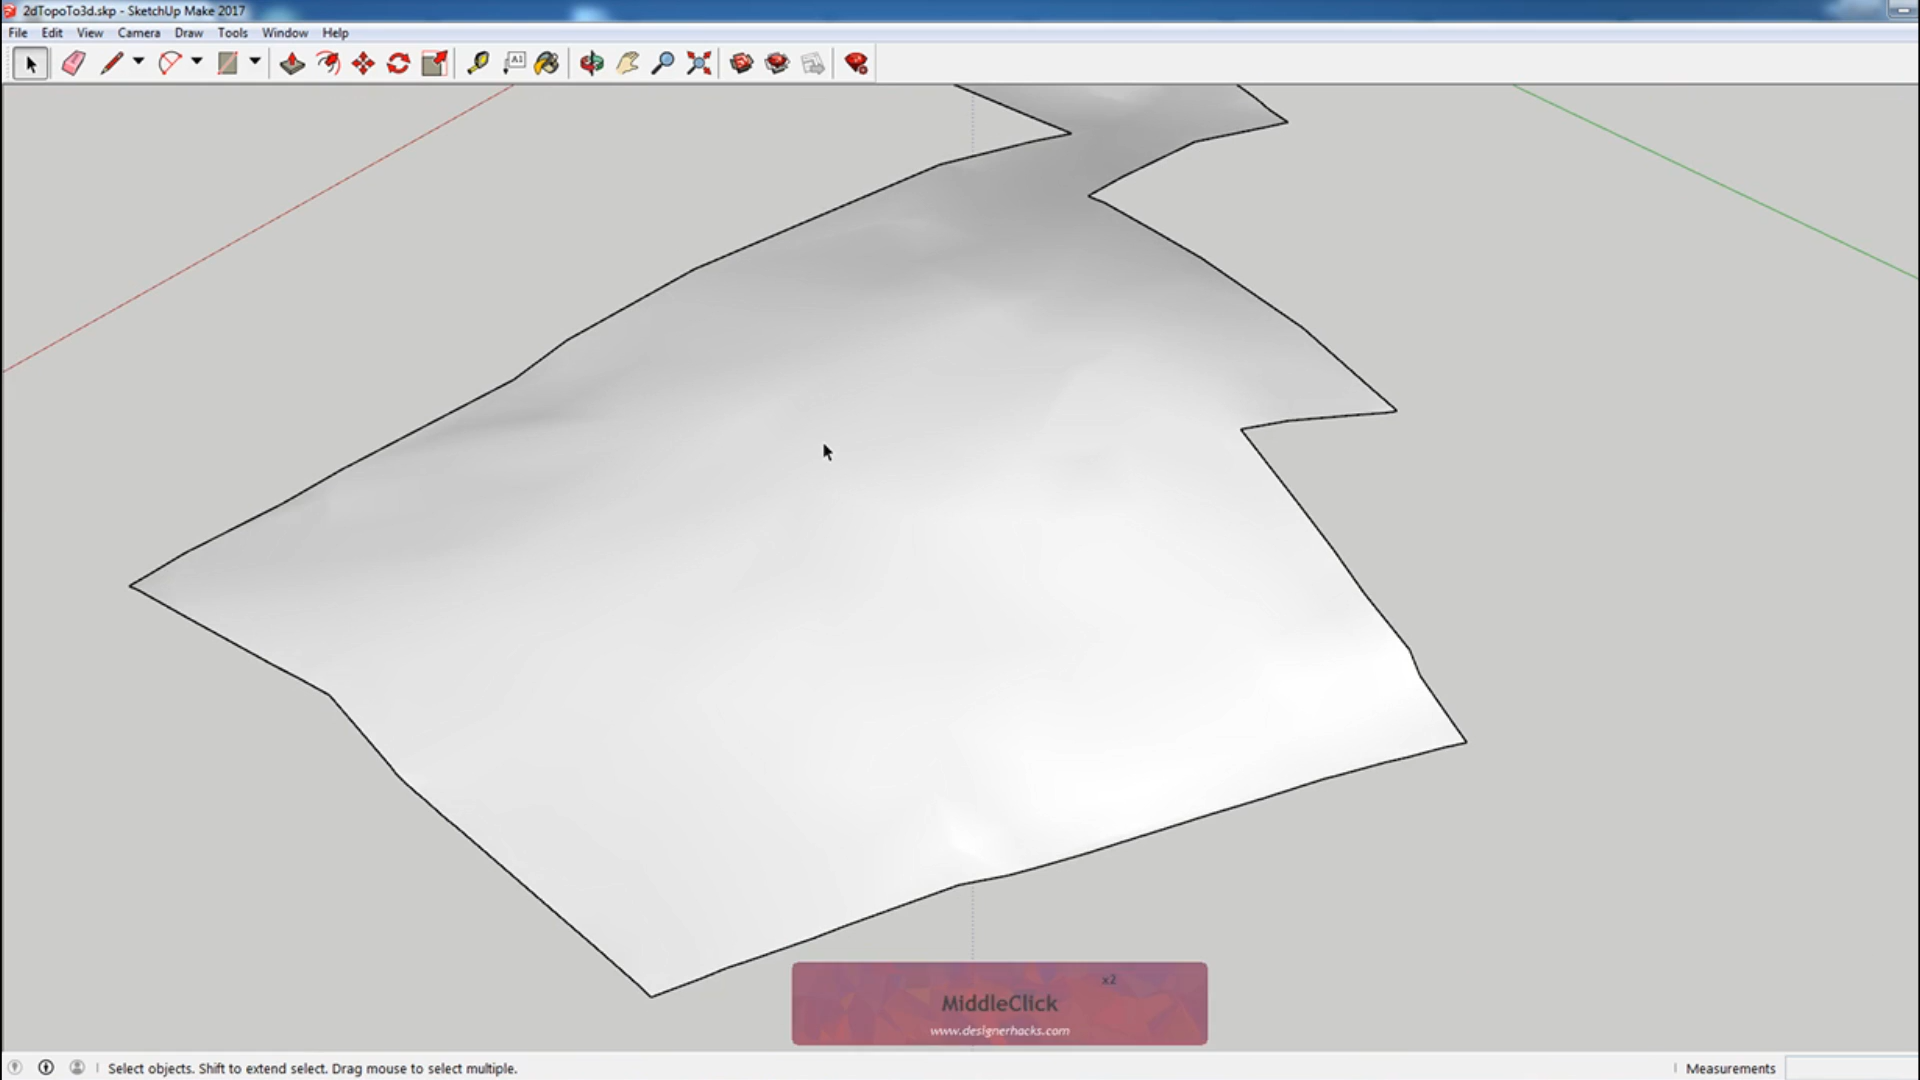 2dTopoTo3d.skp - SketchUp Make 2017
File Edit View Camera Draw Tools Window Help
A1
x2
MiddleClick
www.designerhacks.com
Select objects. Shift to extend select. Drag mouse to select multiple.
Measurements